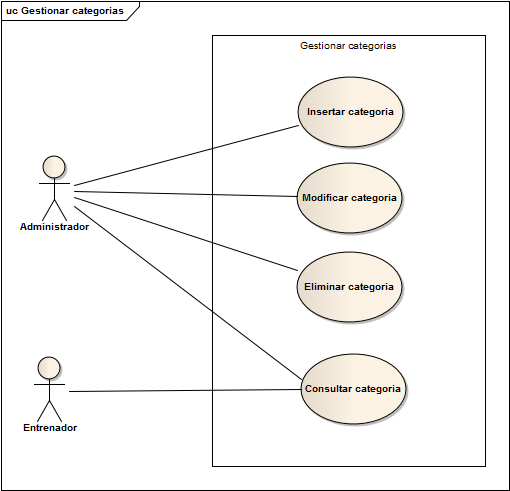 uc Gestionar categorias
Gestionar categorias
Insertar categoria
Modificar categoria
Administrador
Eliminar categoria
Consultar categoria
Entrenador